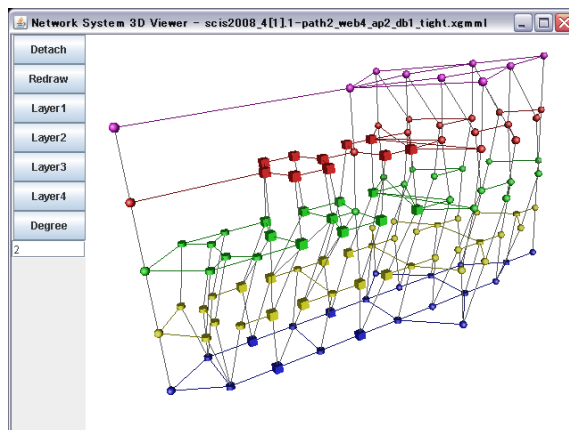 Network System 3D Viewer - scis2008_4[1].1-path2_web4_ap2_db1_tight.xgmml
Detach
Redraw
Layer1
Layer2
Layer3
Layer4
Degree
2